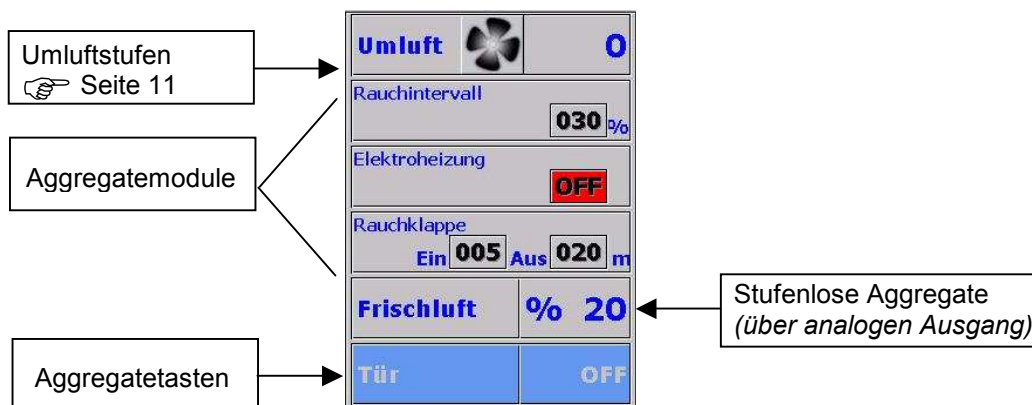 Umluftstufen
☞ Seite 11
Aggregatemodule
Aggregatetasten
Umluft 0
Rauchintervall
030 %
Elektroheizung
OFF
Rauchklappe
Ein 005 Aus 020 m
Frischluft % 20
Tür OFF
Stufenlose Aggregate
(über analogen Ausgang)